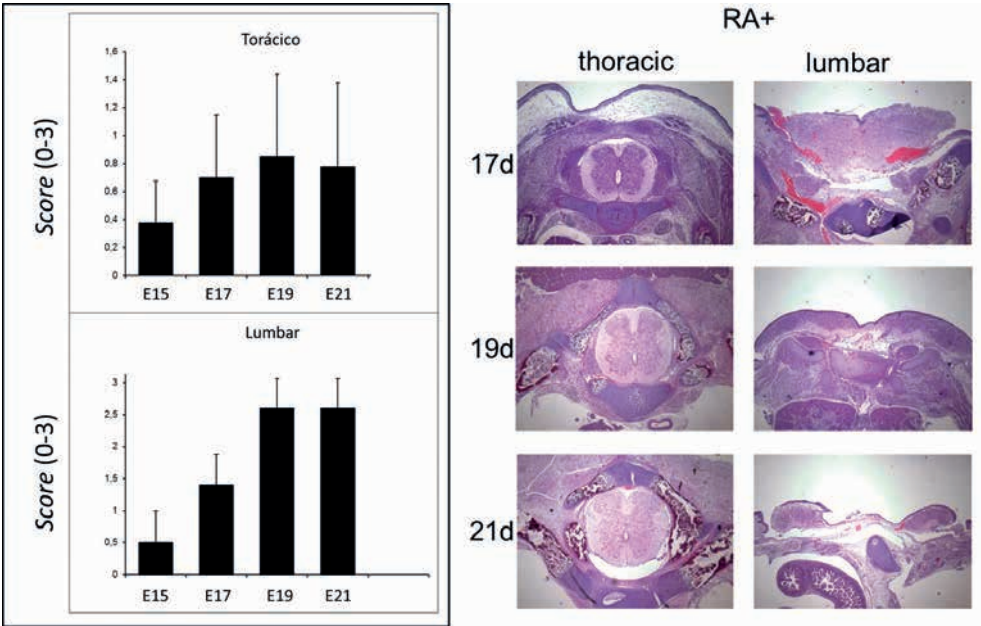 Torácico
Score (0-3)
1,6
1,4
1,2
1
0,8
0,6
0,4
0,2
0
E15 E17 E19 E21
Lumbar
Score (0-3)
3
2,5
2
1,5
1
0,5
0
E15 E17 E19 E21
RA+
thoracic lumbar
17d
19d
21d